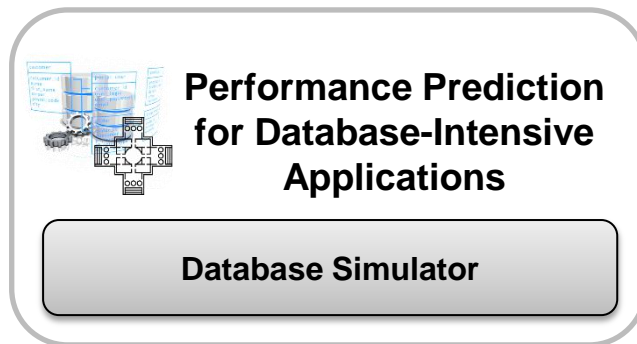 Performance Prediction
for Database-Intensive
Applications
Database Simulator